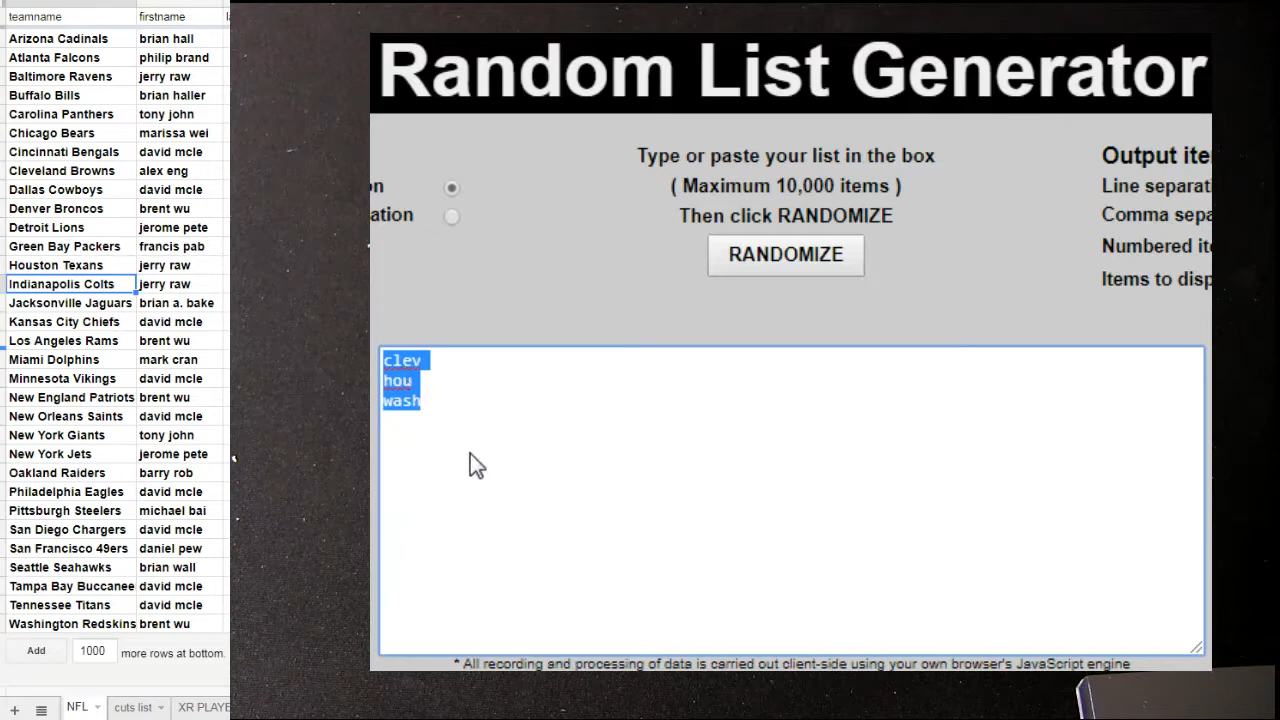 teamname firstname
Arizona Cadinals brian hall
Atlanta Falcons philip brand
Baltimore Ravens jerry raw
Buffalo Bills brian haller
Carolina Panthers tony john
Chicago Bears marissa wei
Cincinnati Bengals david mcle
Cleveland Browns alex eng
Dallas Cowboys david mcle
Denver Broncos brent wu
Detroit Lions jerome pete
Green Bay Packers francis pab
Houston Texans jerry raw
Indianapolis Colts jerry raw
Jacksonville Jaguars brian a. bake
Kansas City Chiefs david mcle
Los Angeles Rams brent wu
Miami Dolphins mark cran
Minnesota Vikings david mcle
New England Patriots brent wu
New Orleans Saints david mcle
New York Giants tony john
New York Jets jerome pete
Oakland Raiders barry rob
Philadelphia Eagles david mcle
Pittsburgh Steelers michael bai
San Diego Chargers david mcle
San Francisco 49ers daniel pew
Seattle Seahawks brian wall
Tampa Bay Buccanee david mcle
Tennessee Titans david mcle
Washington Redskins brent wu
Add 1000 more rows at bottom.
+ NFL cuts list XR PLAYE
Random List Generator
on
ation
Type or paste your list in the box
( Maximum 10,000 items )
Then click RANDOMIZE
RANDOMIZE
Output ite
Line separati
Comma sepa
Numbered ite
Items to disp
clev
hou
wash
* All recording and processing of data is carried out client-side using your own browser's JavaScript engine